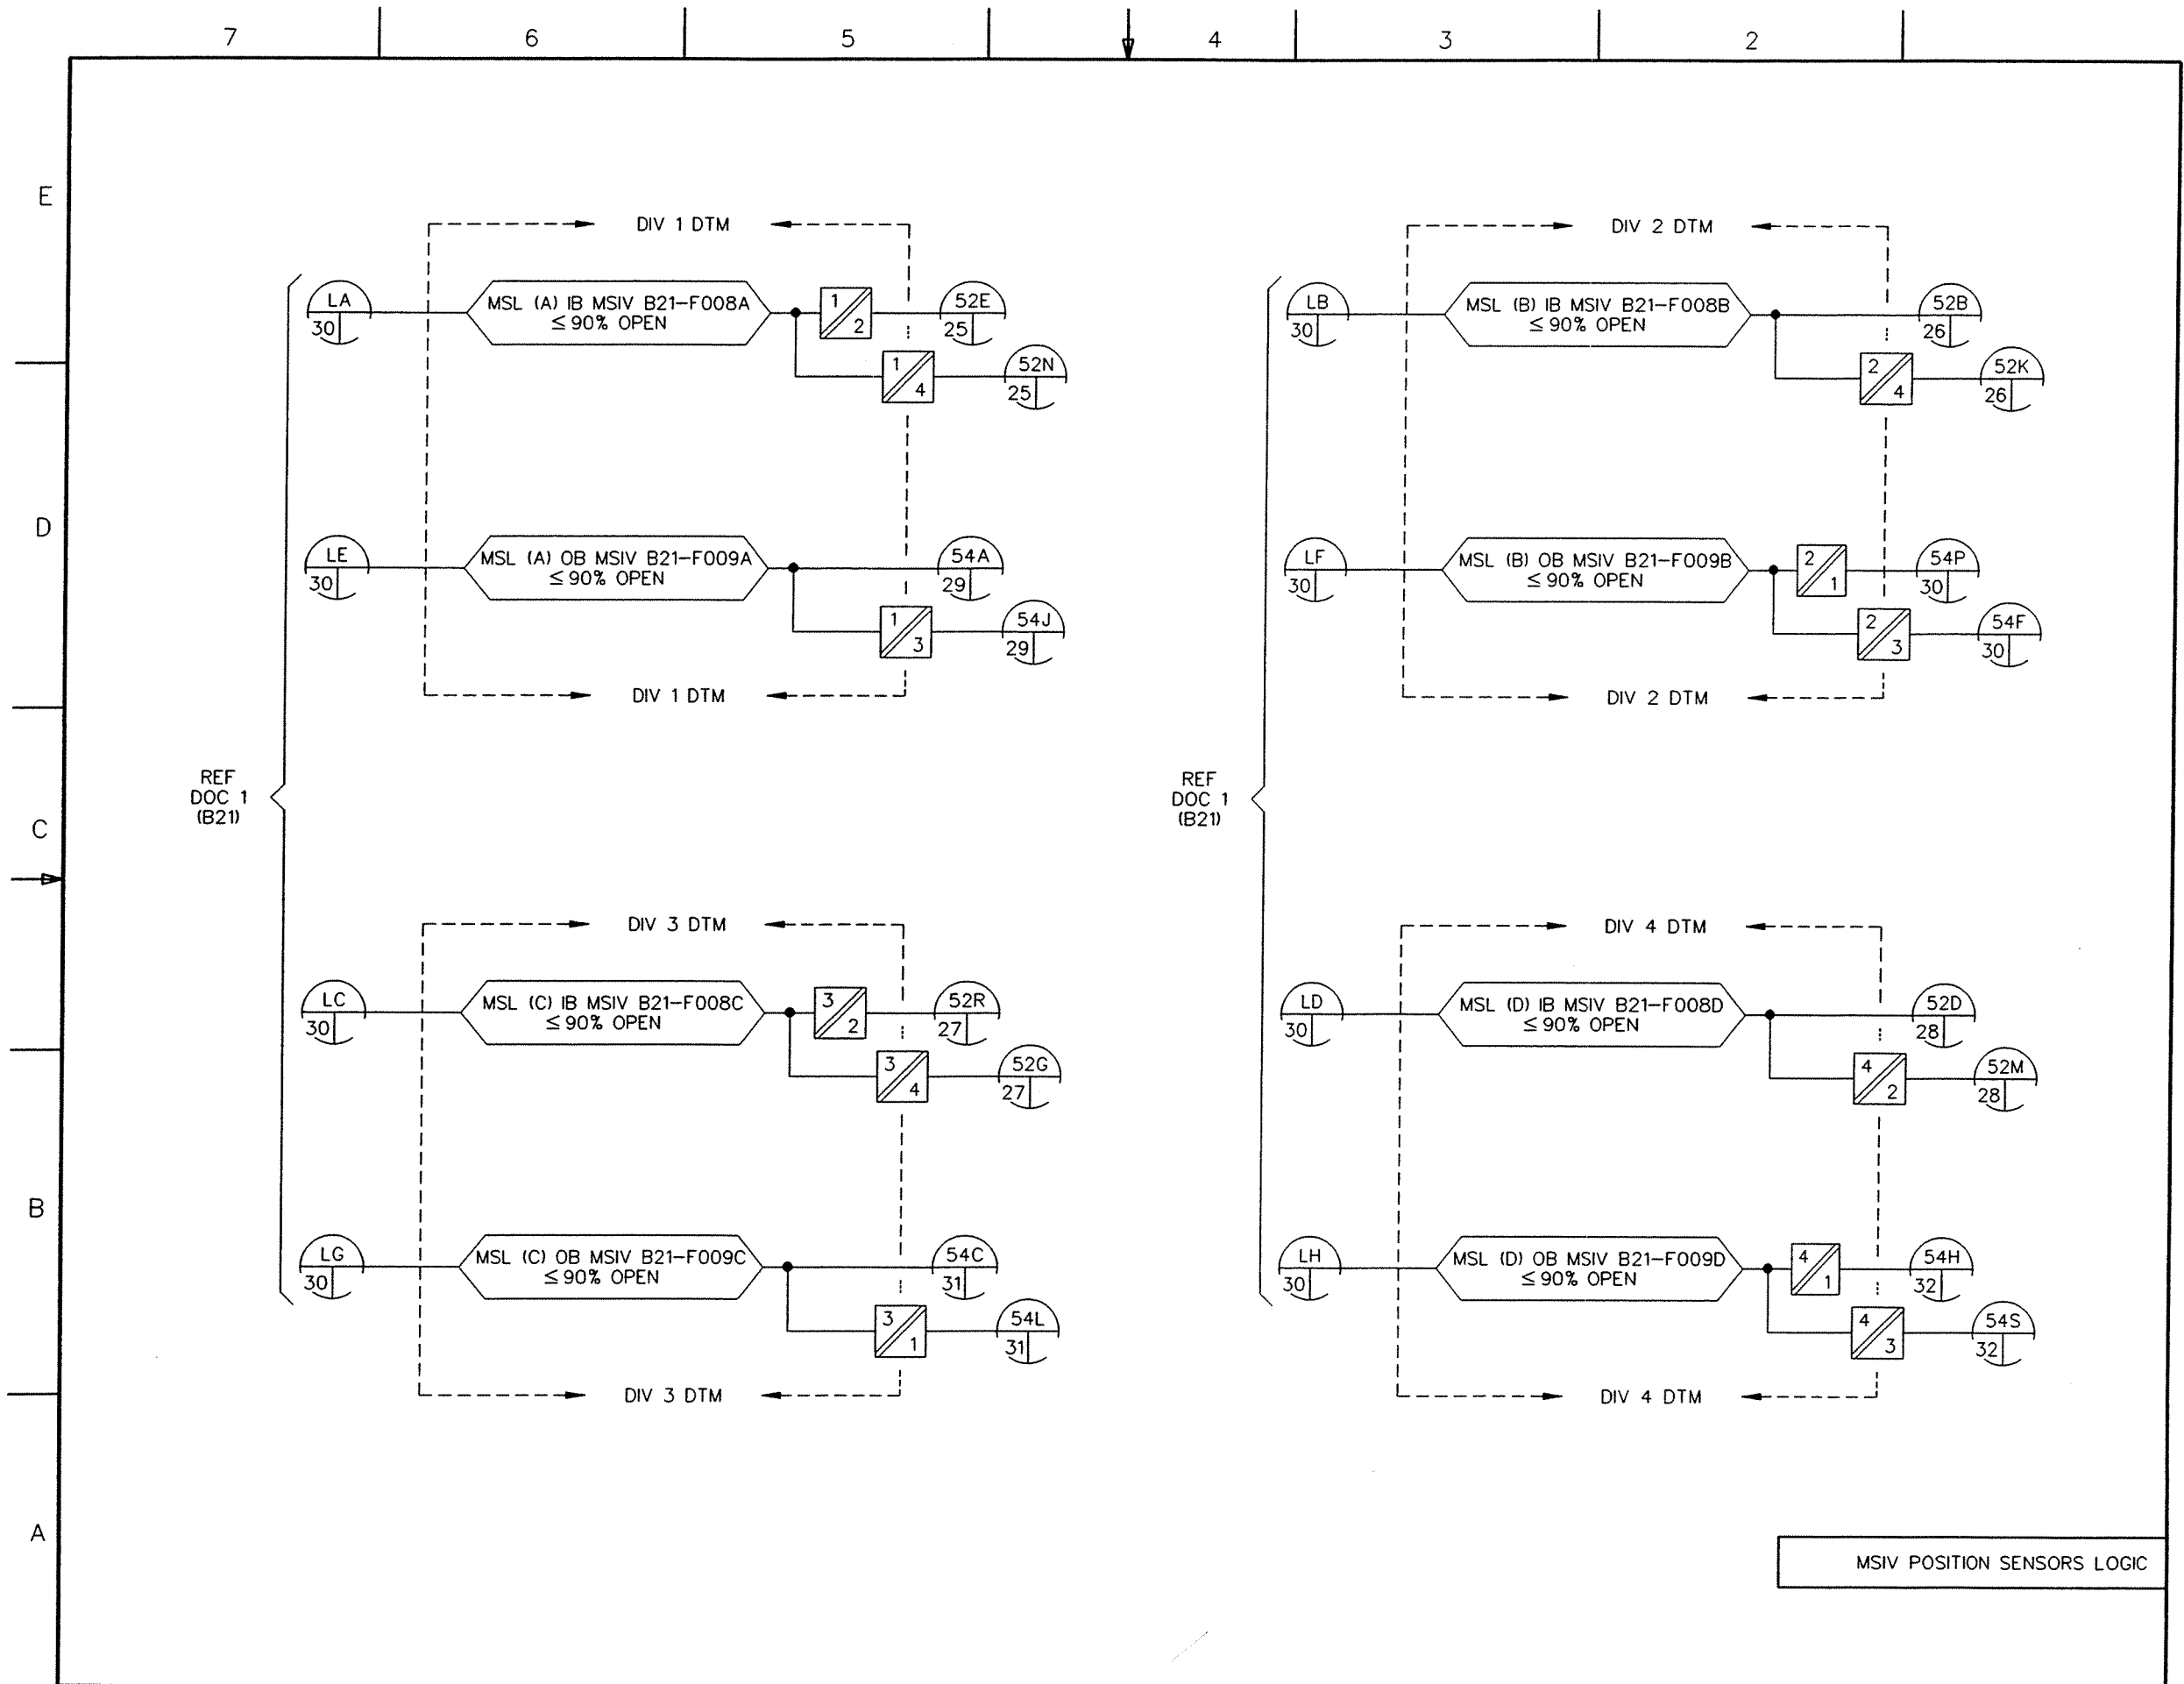 7 6 5 4 3 2
E
D
C
B
A
DIV 1 DTM
LA
30
MSL (A) IB MSIV B21-F008A
≤ 90% OPEN
1
2
52E
25
1
4
52N
25
LE
30
MSL (A) OB MSIV B21-F009A
≤ 90% OPEN
54A
29
1
3
54J
29
DIV 1 DTM
REF
DOC 1
(B21)
DIV 3 DTM
LC
30
MSL (C) IB MSIV B21-F008C
≤ 90% OPEN
3
2
52R
27
3
4
52G
27
LG
30
MSL (C) OB MSIV B21-F009C
≤ 90% OPEN
54C
31
3
1
54L
31
DIV 3 DTM
DIV 2 DTM
LB
30
MSL (B) IB MSIV B21-F008B
≤ 90% OPEN
52B
26
2
4
52K
26
LF
30
MSL (B) OB MSIV B21-F009B
≤ 90% OPEN
2
1
54P
30
2
3
54F
30
DIV 2 DTM
REF
DOC 1
(B21)
DIV 4 DTM
LD
30
MSL (D) IB MSIV B21-F008D
≤ 90% OPEN
52D
28
4
2
52M
28
LH
30
MSL (D) OB MSIV B21-F009D
≤ 90% OPEN
4
1
54H
32
4
3
54S
32
DIV 4 DTM
MSIV POSITION SENSORS LOGIC